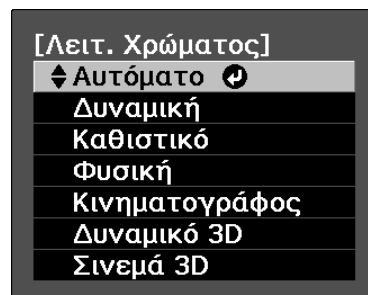 [Λειτ. Χρώματος]
Αυτόματο
Δυναμική
Καθιστικό
Φυσική
Κινηματογράφος
Δυναμικό 3D
Σινεμά 3D